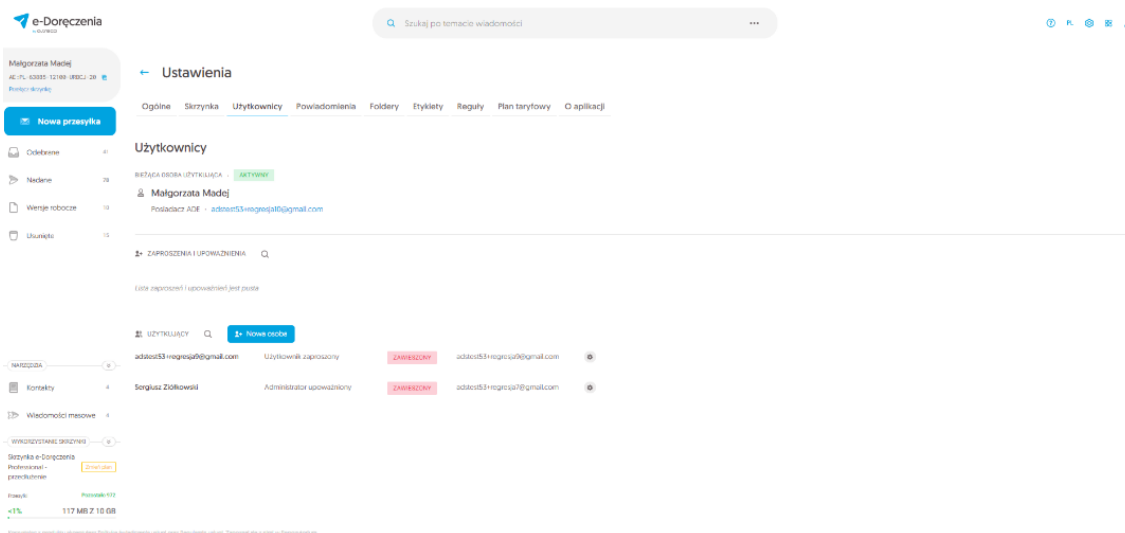 e-Doręczenia
Szukaj po temacie wiadomości
PL
Małgorzata Madej
Ustawienia
Ogólne Skrzynka Użytkownicy Powiadomienia Foldery Etykiety Reguły Plan taryfowy O aplikacji
Nowa przesyłka
Odebrane
Nadane
Wersje robocze
Usunięte
Użytkownicy
BIEŻĄCA OSOBA UŻYTKUJĄCA - AKTYWNY
Małgorzata Madej
Posiadacz ADE - adstest53+regresja10@gmail.com
ZAPROSZENIA I UPOWAŻNIENIA
Lista zaproszeń i upoważnień jest pusta
UŻYTKUJĄCY Nowa osoba
adstest53+regresja9@gmail.com Użytkownik zaproszony ZAWIESZONY adstest53+regresja9@gmail.com
Sergiusz Ziółkowski Administrator upoważniony ZAWIESZONY adstest53+regresja7@gmail.com
NARZĘDZIA
Kontakty
Wiadomości masowe
WYKORZYSTANIE SKRZYNKI
Skrzynka e-Doręczenia
Professional -
przedłużenie
<1% 117 MB Z 10 GB